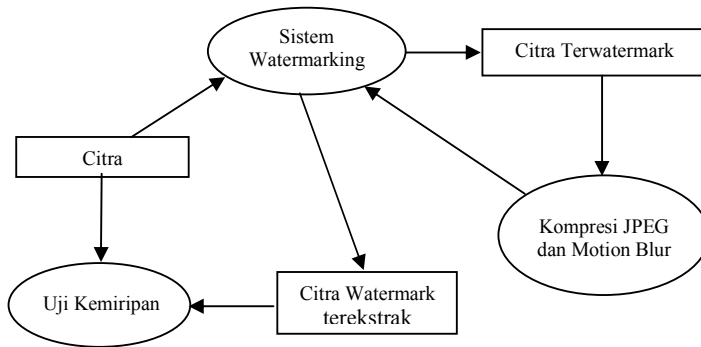 Sistem
Watermarking
Citra Terwatermark
Citra
Kompresi JPEG
dan Motion Blur
Uji Kemiripan
Citra Watermark
terekstrak